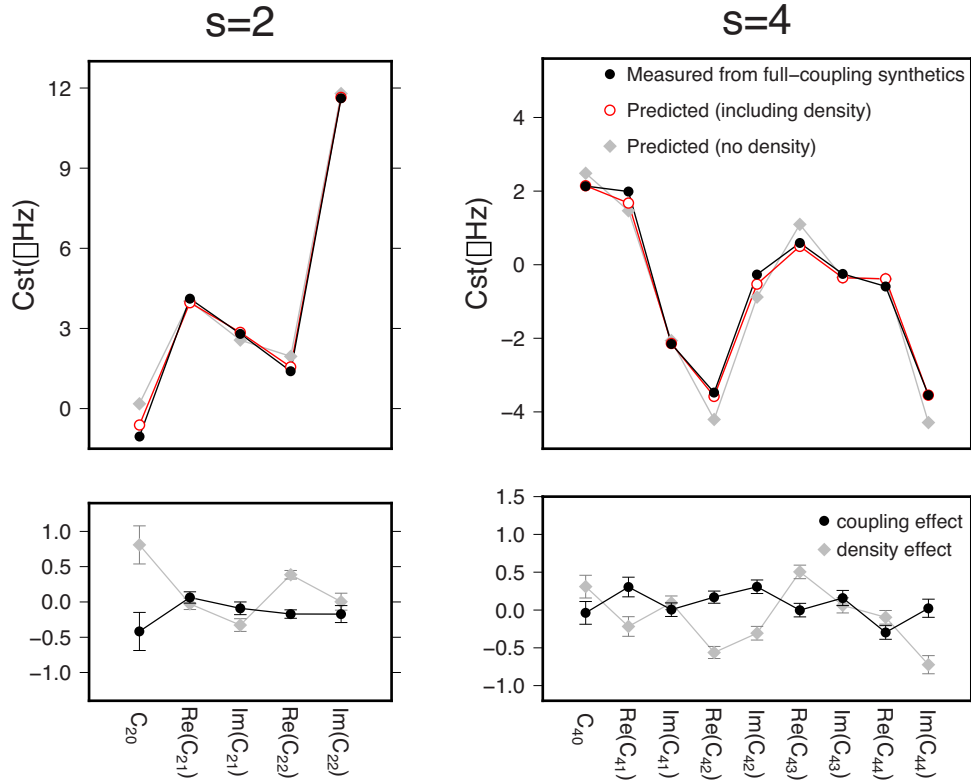 s=2
s=4
12
9
6
3
0
Cst(□Hz)
4
2
0
−2
−4
Cst(□Hz)
Measured from full−coupling synthetics
Predicted (including density)
Predicted (no density)
1.0
0.5
0.0
−0.5
−1.0
1.5
1.0
0.5
0.0
−0.5
−1.0
coupling effect
density effect
C20
Re(C21)
Im(C21)
Re(C22)
Im(C22)
C40
Re(C41)
Im(C41)
Re(C42)
Im(C42)
Re(C43)
Im(C43)
Re(C44)
Im(C44)